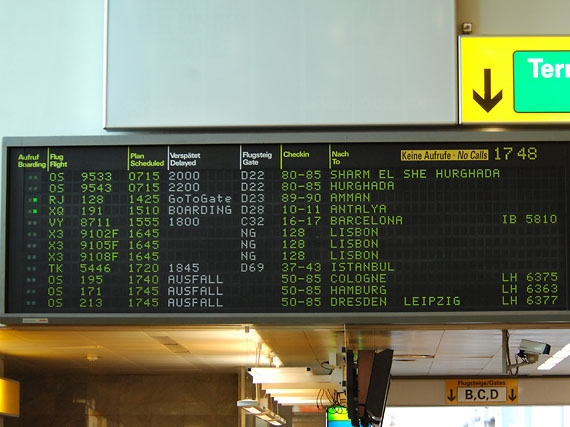 Terr
Aufruf Flug Plan Verspätet Flugsteig Checkin Nach Keine Aufrufe - No Calls 17 48
Boarding Flight Scheduled Delayed Gate To
OS 9533 0715 2000 D22 80-85 SHARM EL SHE HURGHADA
OS 9543 0715 2200 D22 80-85 HURGHADA
RJ 128 1425 GoToGate D23 89-90 AMMAN
XQ 191 1510 BOARDING D28 10-11 ANTALYA
VY 8711 1555 1800 C32 16-17 BARCELONA IB 5810
X3 9102F 1645 NG 128 LISBON
X3 9105F 1645 NG 128 LISBON
X3 9108F 1645 NG 128 LISBON
TK 5446 1720 1845 D69 37-43 ISTANBUL
OS 195 1740 AUSFALL 50-85 COLOGNE LH 6375
OS 171 1745 AUSFALL 50-85 HAMBURG LH 6363
OS 213 1745 AUSFALL 50-85 DRESDEN LEIPZIG LH 6377
Flugsteige/Gates
B,C,D